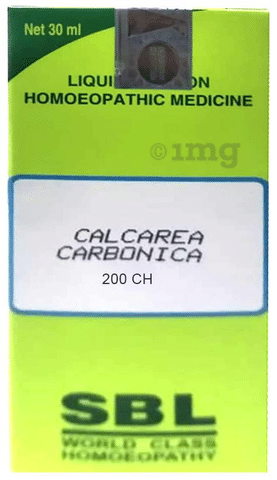 Net 30 ml
LIQUI ON
HOMOEOPATHIC MEDICINE
©1mg
CALCAREA
CARBONICA
200 CH
SBL
WORLD CLASS
HOMOEOPATHY